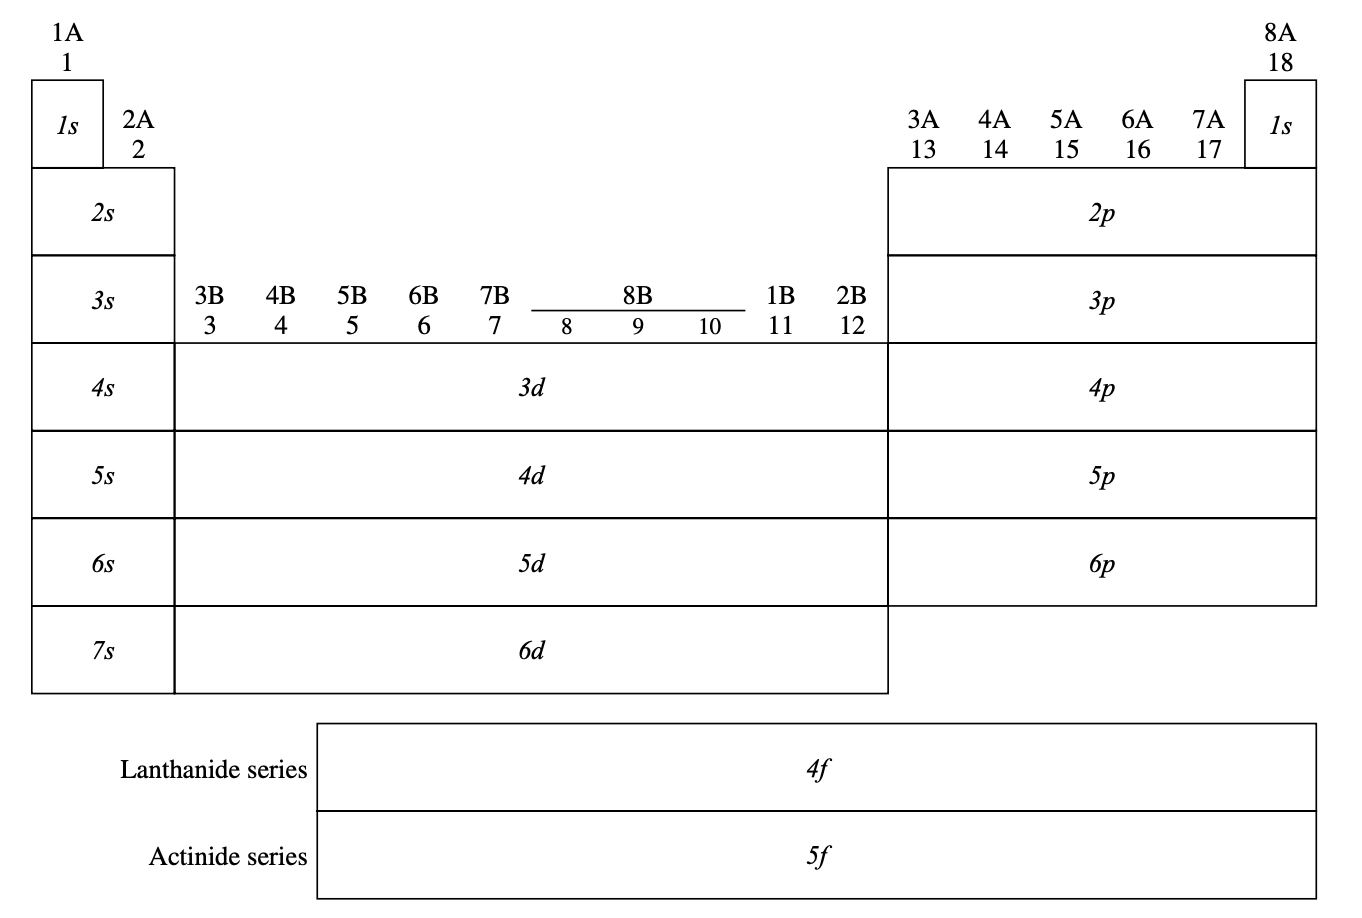 1A 8A
1 18
1s 2A 3A 4A 5A 6A 7A 1s
2 13 14 15 16 17
2s 2p
3s 3B 4B 5B 6B 7B 8B 1B 2B 3p
3 4 5 6 7 8 9 10 11 12
4s 3d 4p
5s 4d 5p
6s 5d 6p
7s 6d
Lanthanide series 4f
Actinide series 5f